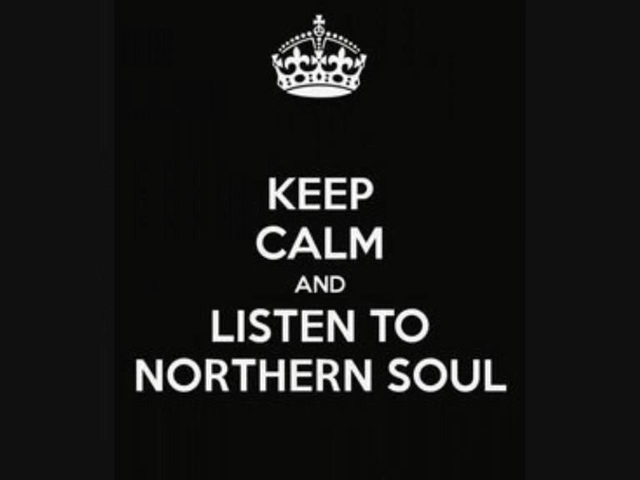 KEEP
CALM
AND
LISTEN TO
NORTHERN SOUL